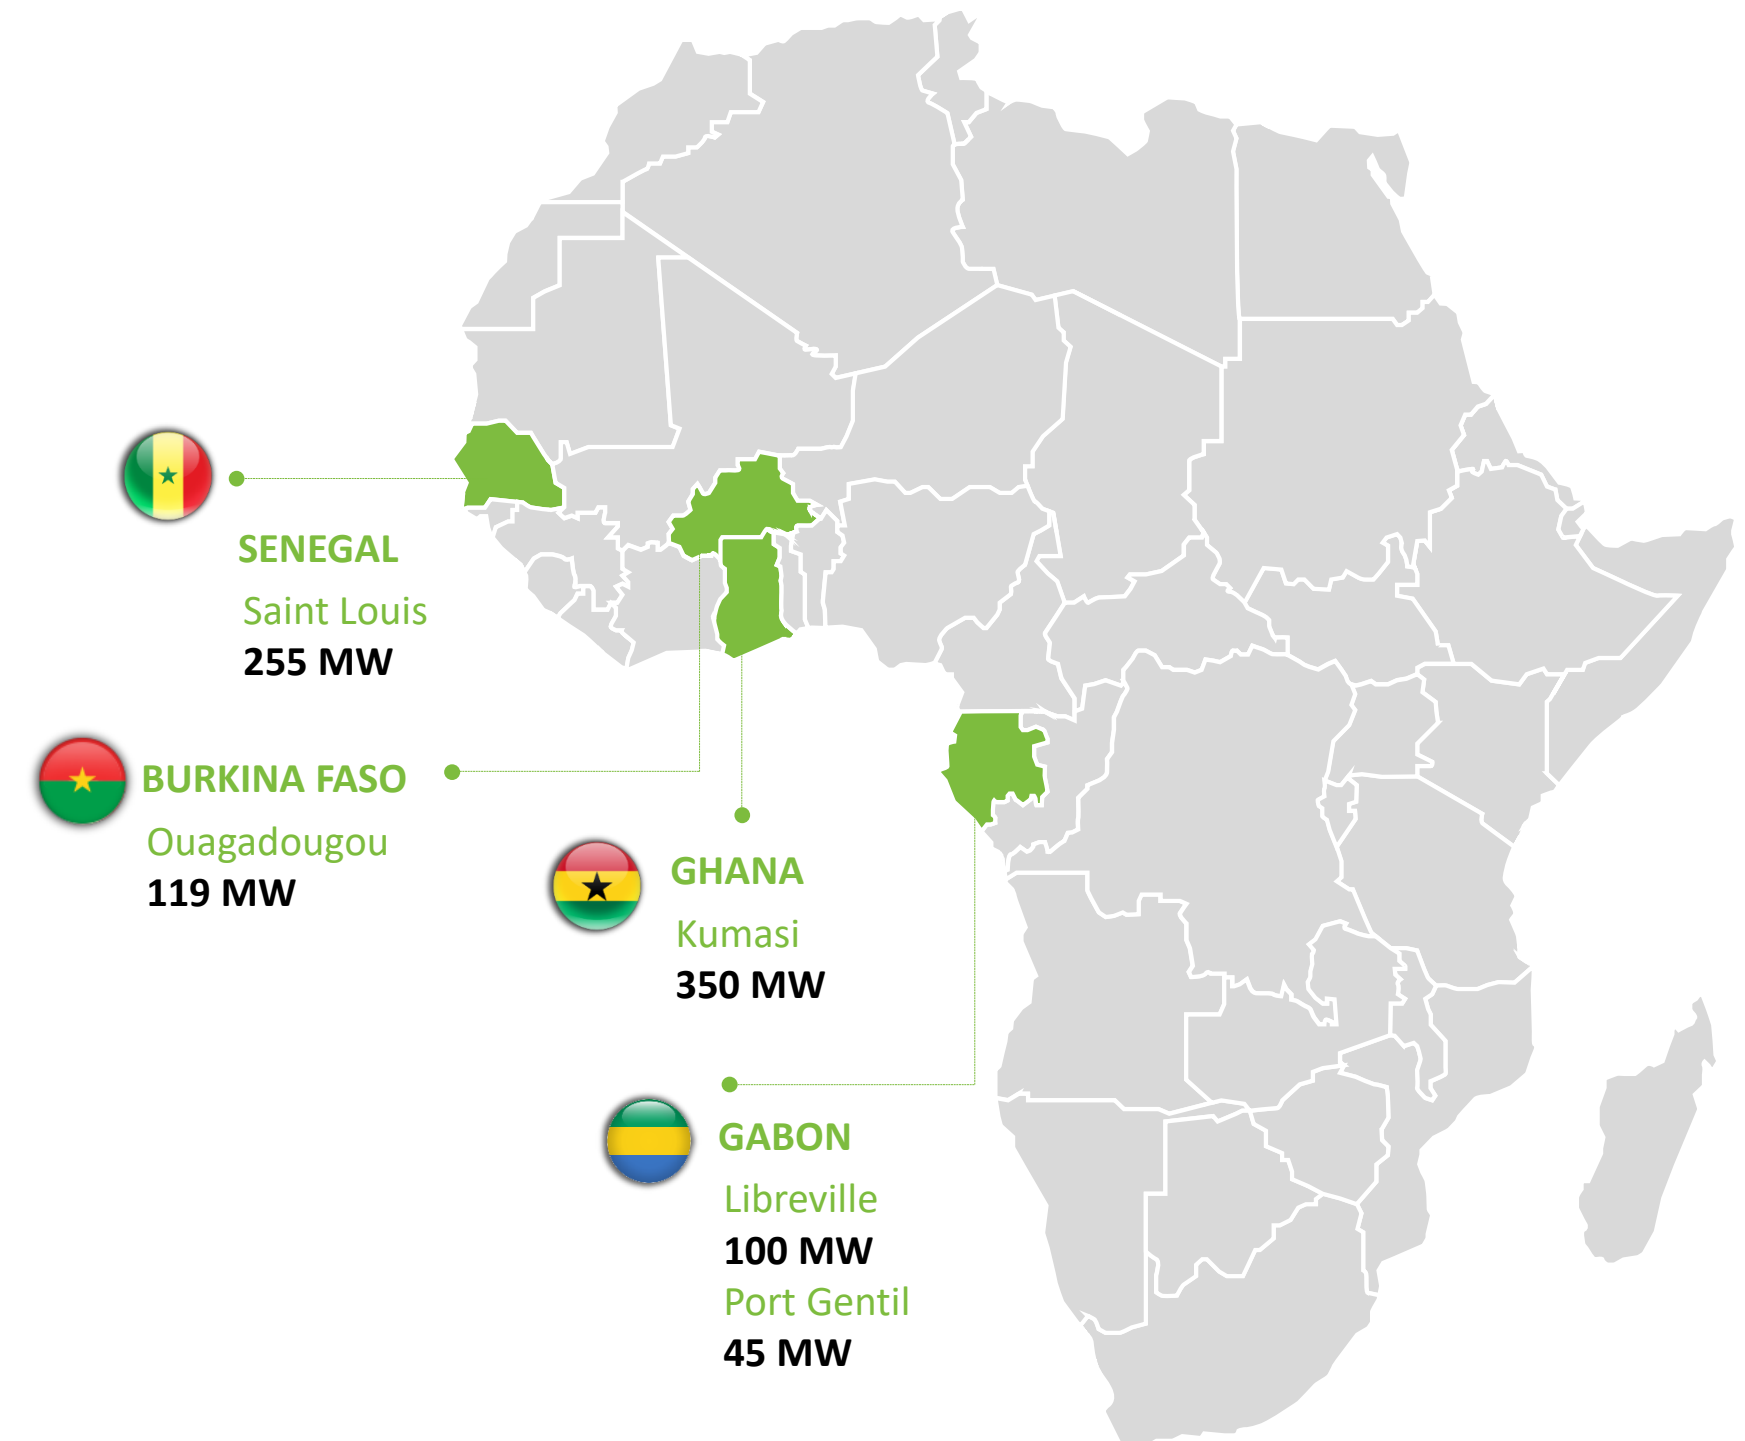 SENEGAL
Saint Louis
255 MW
BURKINA FASO
Ouagadougou
119 MW
GHANA
Kumasi
350 MW
GABON
Libreville
100 MW
Port Gentil
45 MW